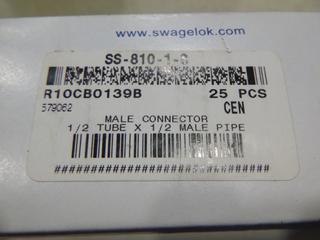 www.swagelok.com
SS-810-1-8
R10CB0139B 25 PCS
579062 CEN
MALE CONNECTOR
1/2 TUBE X 1/2 MALE PIPE
########################################